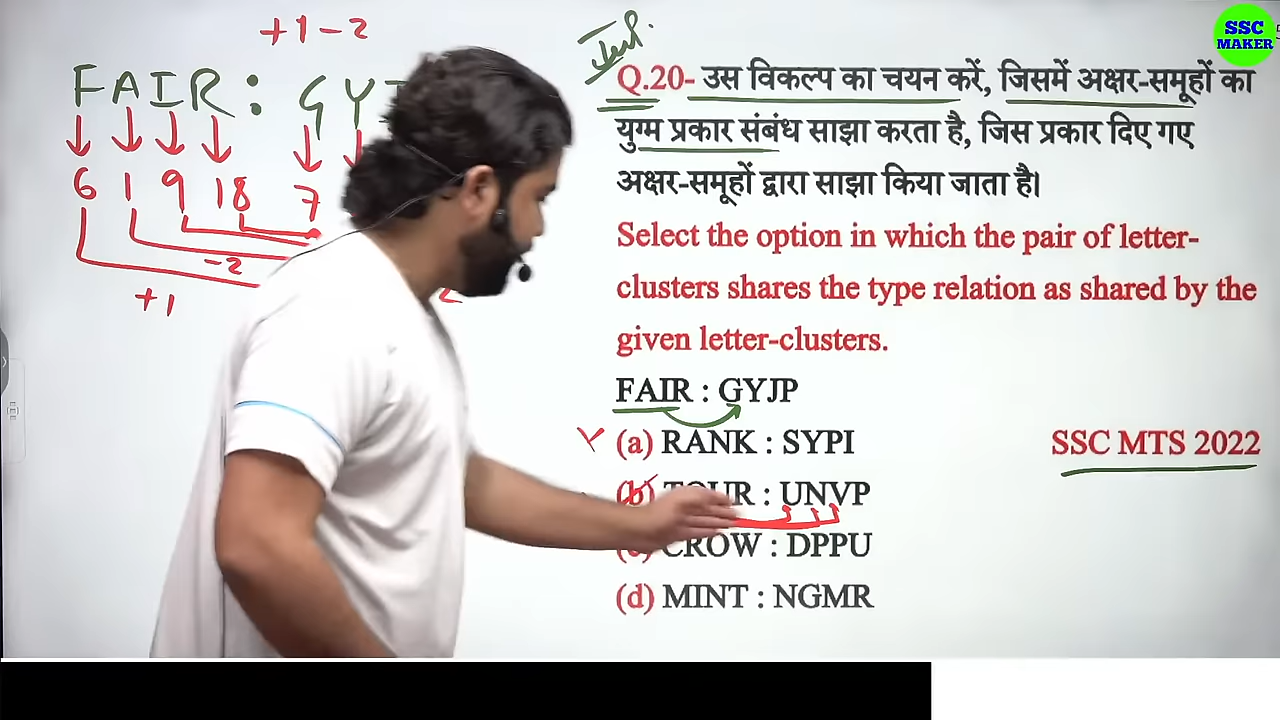 SSC
MAKER
+1-2
FAIR : GY
6 1 9 18 7
-2
+1
Q.20- उस विकल्प का चयन करें, जिसमें अक्षर-समूहों का
युग्म प्रकार संबंध साझा करता है, जिस प्रकार दिए गए
अक्षर-समूहों द्वारा साझा किया जाता है।
Select the option in which the pair of letter-
clusters shares the type relation as shared by the
given letter-clusters.
FAIR : GYJP
(a) RANK : SYPI
SSC MTS 2022
(b) TOUR : UNVP
(c) CROW : DPPU
(d) MINT : NGMR